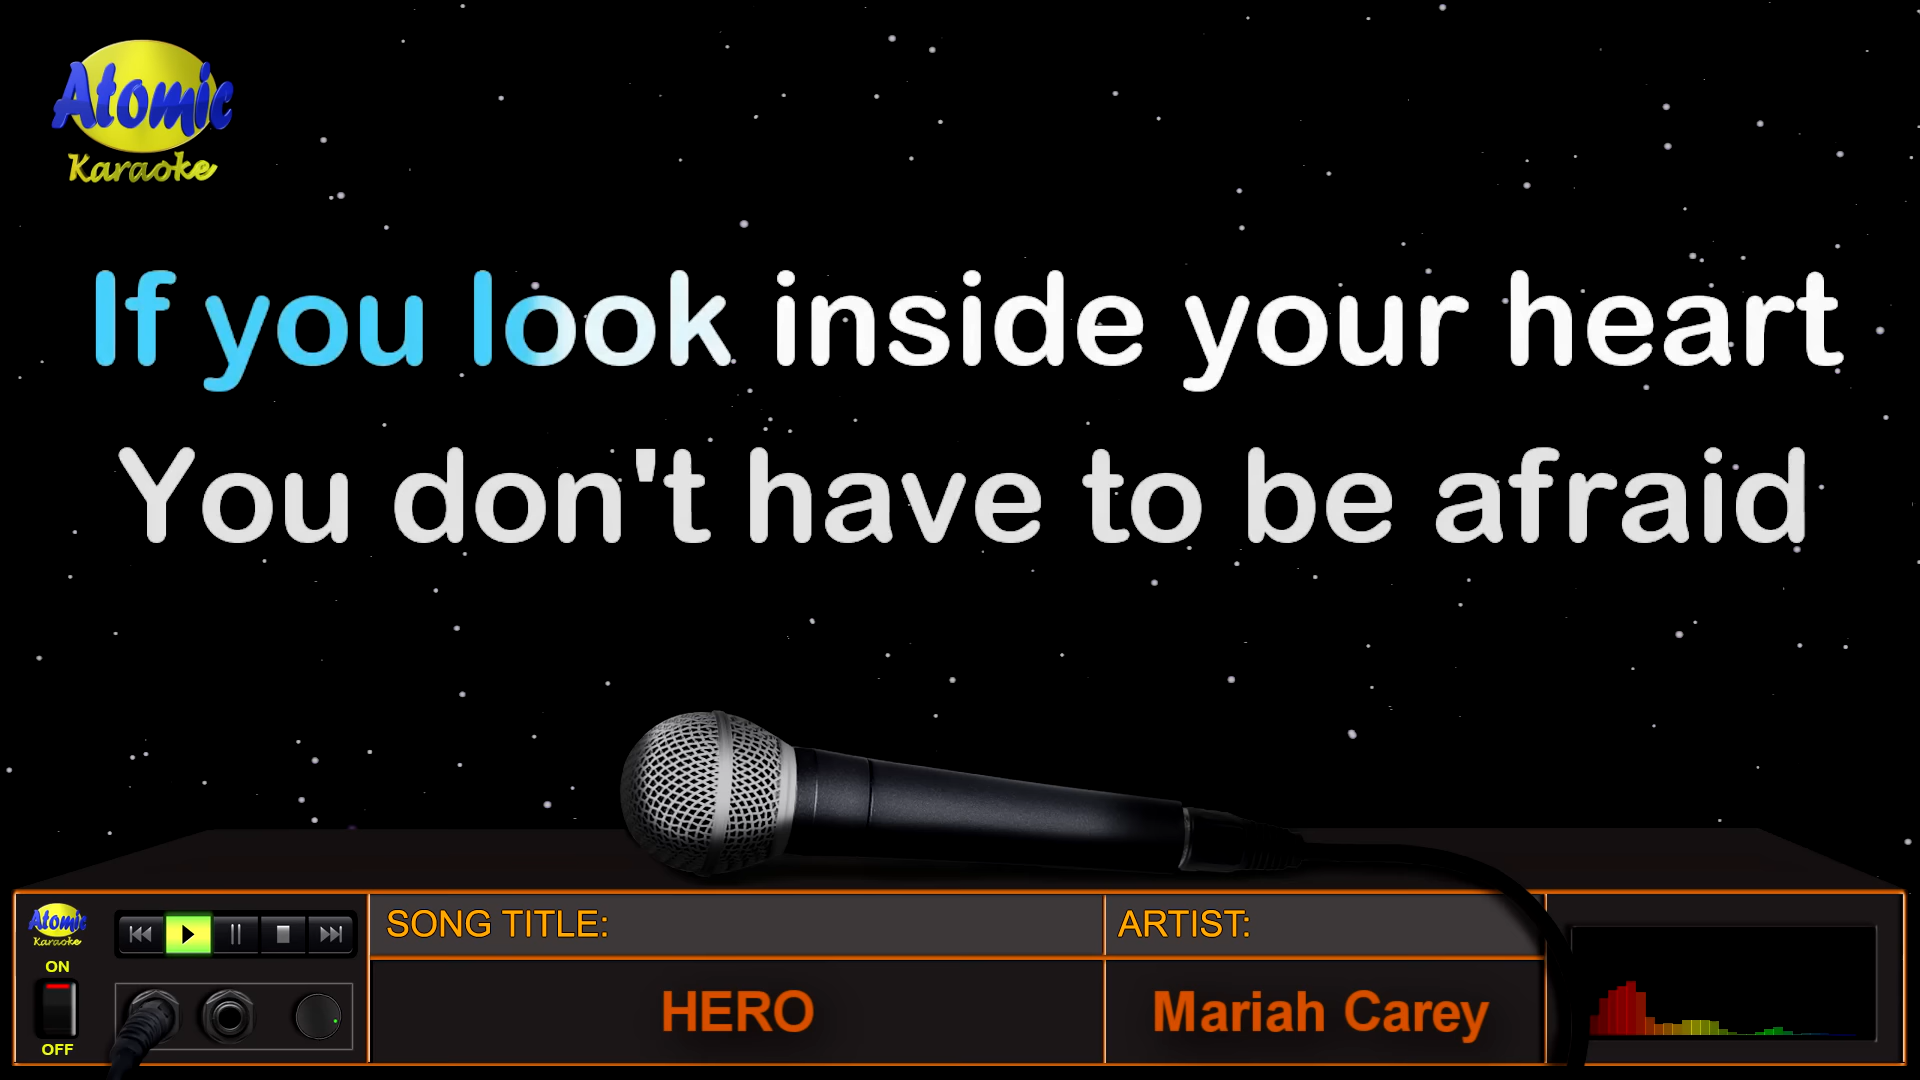 Atomic
Karaoke
If you look inside your heart
You don't have to be afraid
Atomic
Karaoke
ON
OFF
SONG TITLE:
HERO
ARTIST:
Mariah Carey